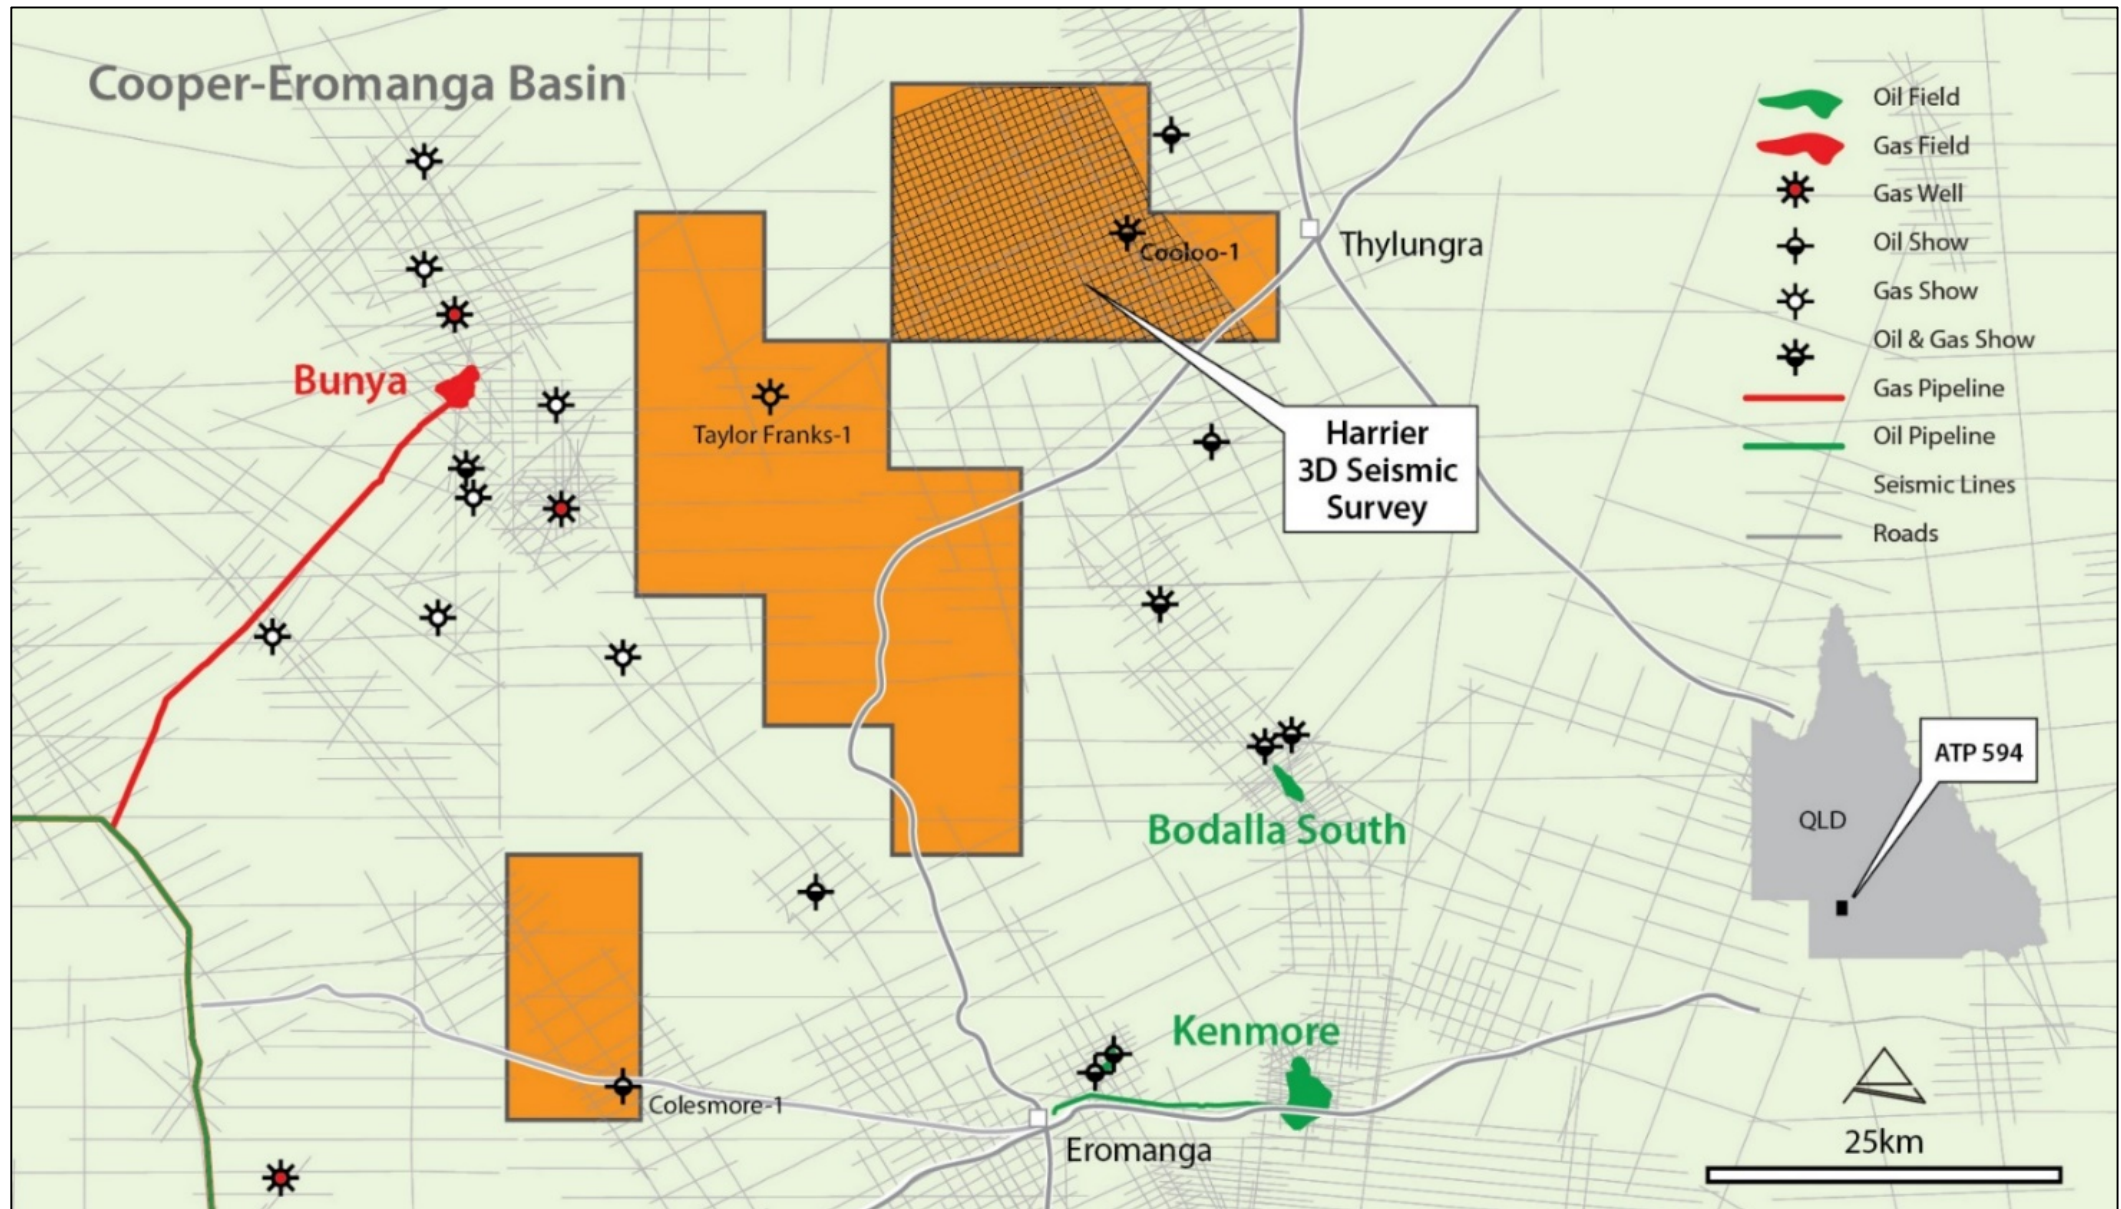 Cooper-Eromanga Basin
Oil Field
Gas Field
Gas Well
Oil Show
Gas Show
Oil & Gas Show
Gas Pipeline
Oil Pipeline
Seismic Lines
Roads
Cooloo-1
Thylungra
Bunya
Taylor Franks-1
Harrier
3D Seismic
Survey
ATP 594
QLD
Bodalla South
Kenmore
Colesmore-1
Eromanga
25km